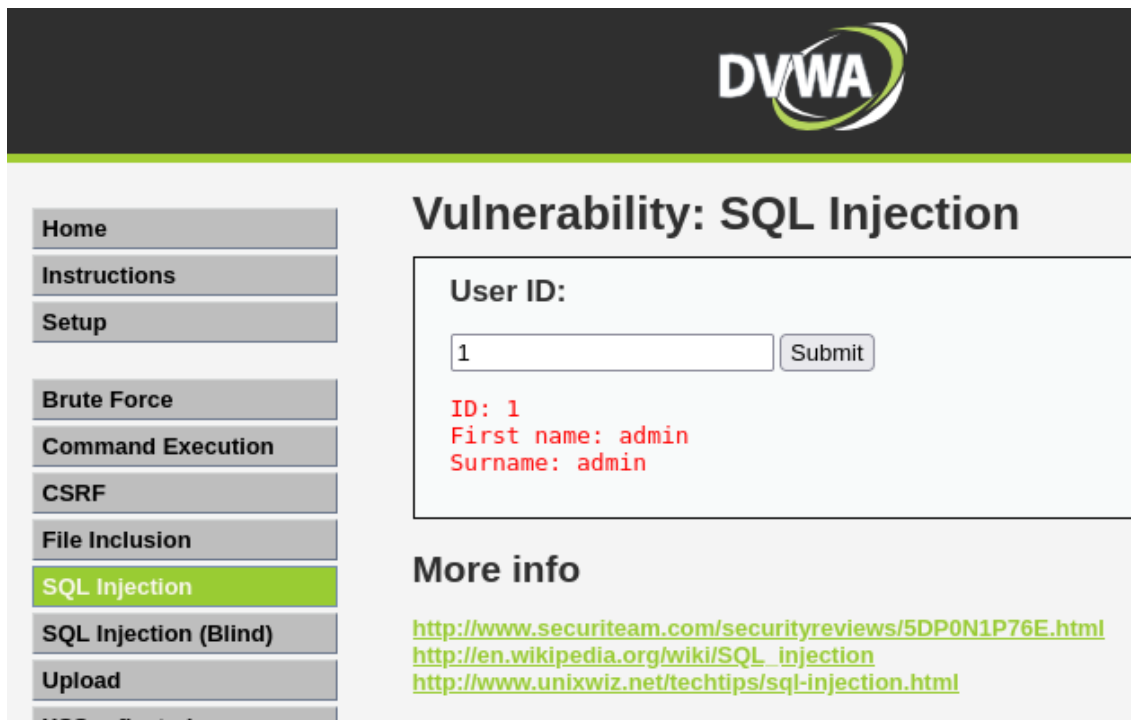 DVWA
Home
Instructions
Setup
Brute Force
Command Execution
CSRF
File Inclusion
SQL Injection
SQL Injection (Blind)
Upload
Vulnerability: SQL Injection
User ID:
1
Submit
ID: 1
First name: admin
Surname: admin
More info
http://www.securiteam.com/securityreviews/5DP0N1P76E.html
http://en.wikipedia.org/wiki/SQL_injection
http://www.unixwiz.net/techtips/sql-injection.html